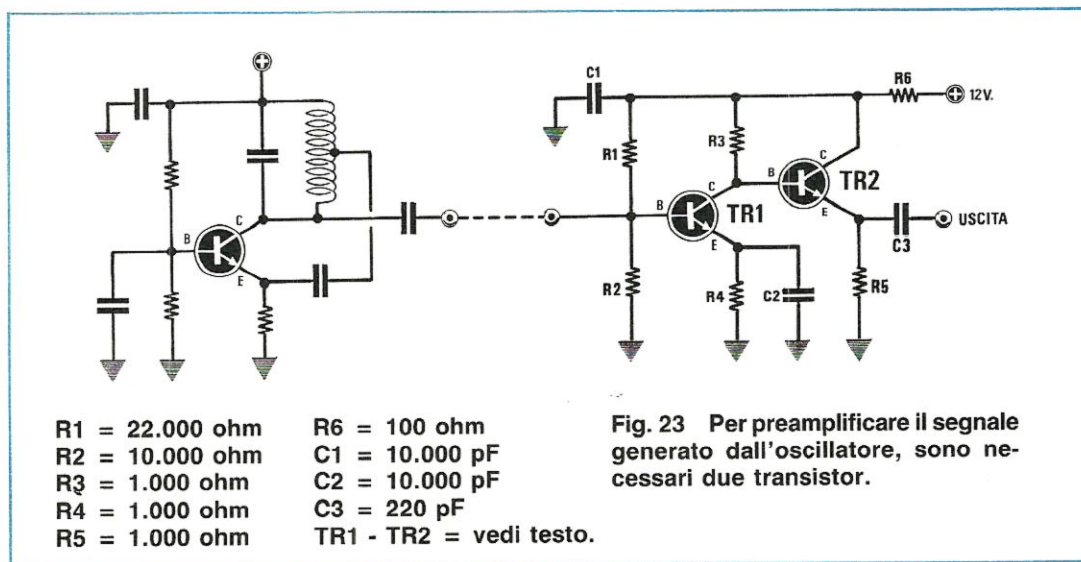 C1
R6
12V.
R3
R1
C
B
TR2
C
B
TR1
E
USCITA
C3
C
B
E
E
R2
R4
C2
R5
R1 = 22.000 ohm
R2 = 10.000 ohm
R3 = 1.000 ohm
R4 = 1.000 ohm
R5 = 1.000 ohm
R6 = 100 ohm
C1 = 10.000 pF
C2 = 10.000 pF
C3 = 220 pF
TR1 - TR2 = vedi testo.
Fig. 23 Per preamplificare il segnale
generato dall'oscillatore, sono ne-
cessari due transistor.